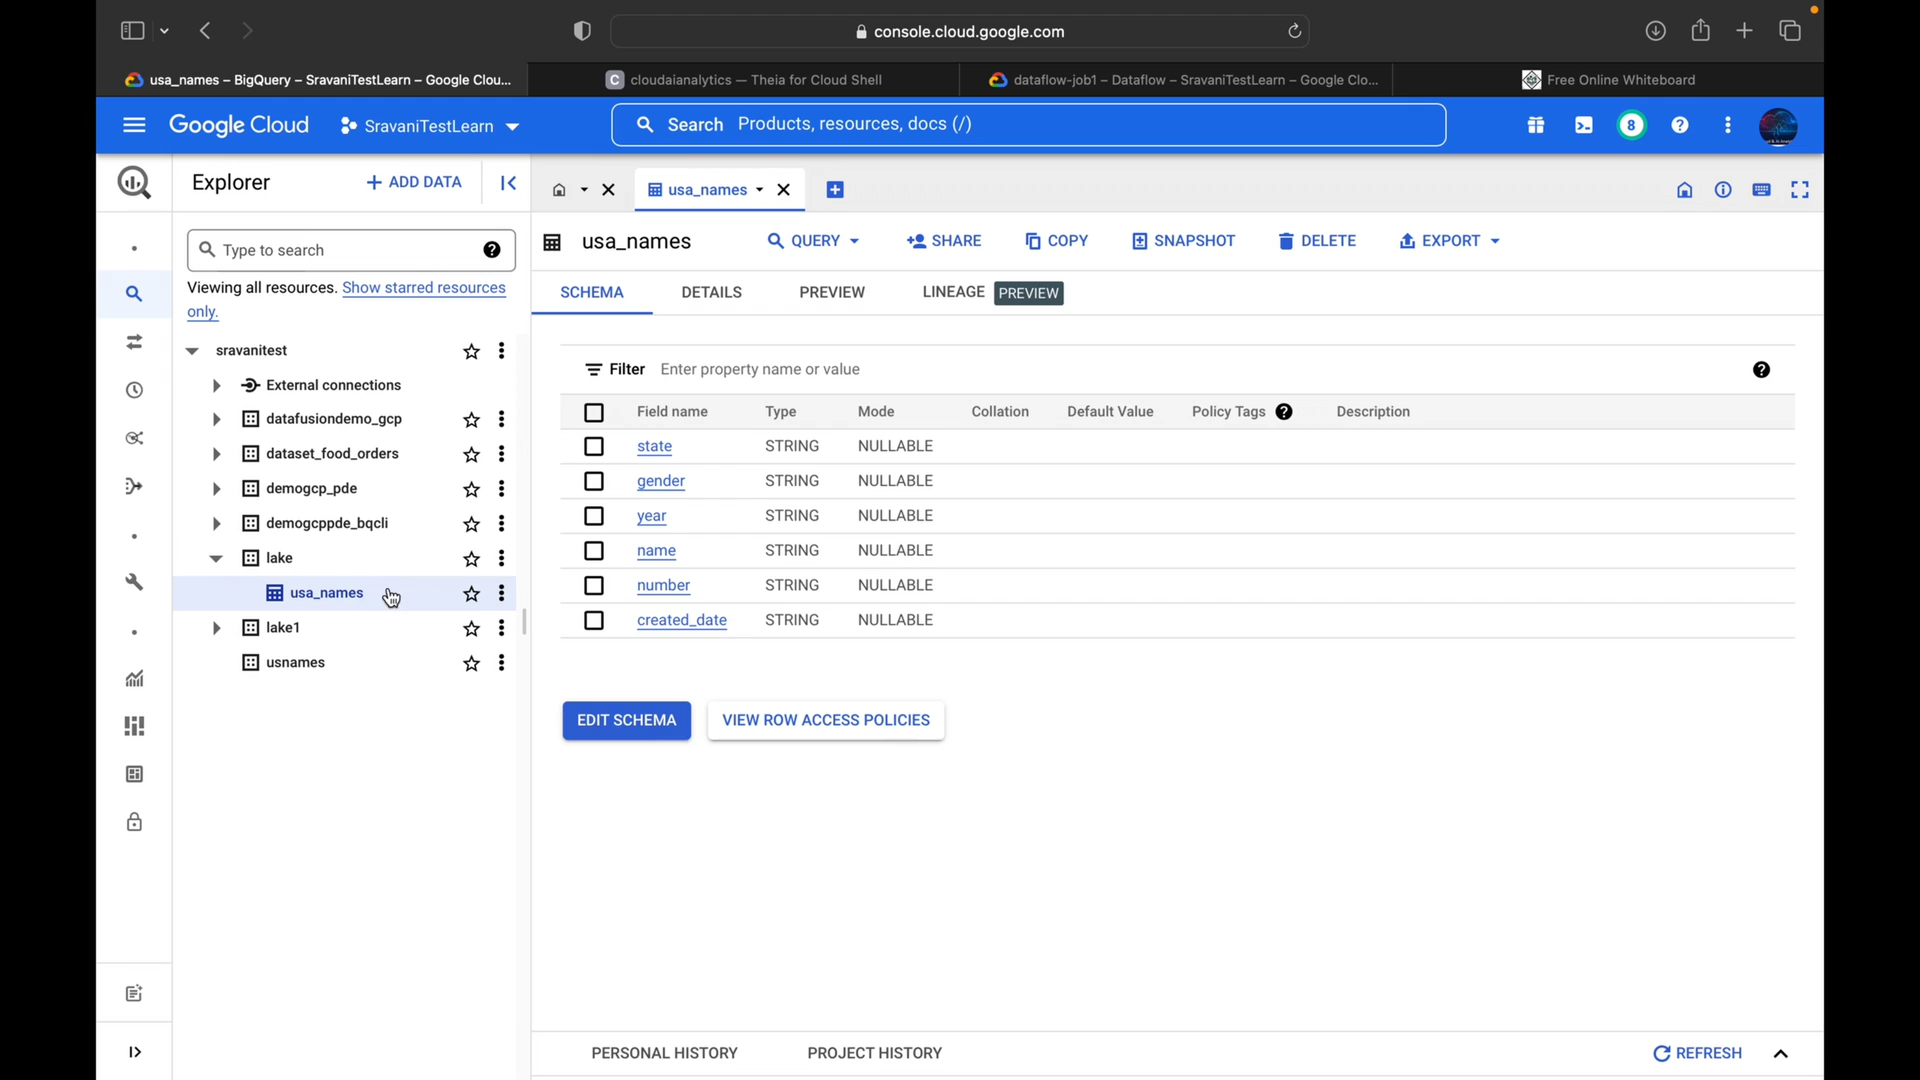 console.cloud.google.com
usa_names – BigQuery – SravaniTestLearn – Google Clou...
C cloudaianalytics — Theia for Cloud Shell
dataflow-job1 – Dataflow – SravaniTestLearn – Google Clo...
Free Online Whiteboard
Google Cloud
SravaniTestLearn
Search Products, resources, docs (/)
8
Explorer
+ ADD DATA
usa_names
Type to search
usa_names
QUERY
SHARE
COPY
SNAPSHOT
DELETE
EXPORT
Viewing all resources. Show starred resources
only.
SCHEMA
DETAILS
PREVIEW
LINEAGE PREVIEW
sravanitest
External connections
datafusiondemo_gcp
dataset_food_orders
demogcp_pde
demogcppde_bqcli
lake
usa_names
lake1
usnames
Filter Enter property name or value
Field name Type Mode Collation Default Value Policy Tags Description
state STRING NULLABLE
gender STRING NULLABLE
year STRING NULLABLE
name STRING NULLABLE
number STRING NULLABLE
created_date STRING NULLABLE
EDIT SCHEMA
VIEW ROW ACCESS POLICIES
PERSONAL HISTORY
PROJECT HISTORY
REFRESH